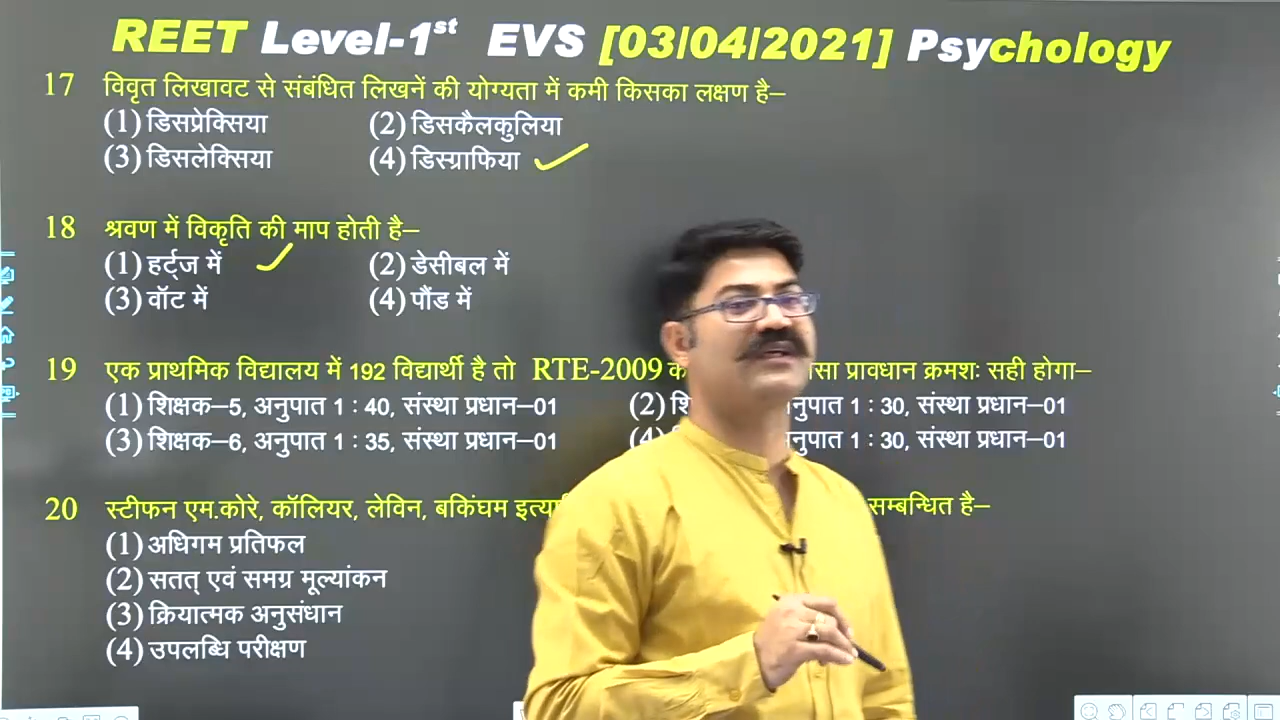 REET Level-1st EVS [03/04/2021] Psychology
17 विवृत लिखावट से संबंधित लिखनें की योग्यता में कमी किसका लक्षण है–
(1) डिसप्रेक्सिया (2) डिसकैलकुलिया
(3) डिसलेक्सिया (4) डिस्ग्राफिया
18 श्रवण में विकृति की माप होती है–
(1) हर्ट्ज में (2) डेसीबल में
(3) वॉट में (4) पौंड में
19 एक प्राथमिक विद्यालय में 192 विद्यार्थी है तो RTE-2009 प्रावधान क्रमशः सही होगा–
(1) शिक्षक–5, अनुपात 1 : 40, संस्था प्रधान–01 (2) 1 : 30, संस्था प्रधान–01
(3) शिक्षक–6, अनुपात 1 : 35, संस्था प्रधान–01 (4) 1 : 30, संस्था प्रधान–01
20 स्टीफन एम.कोरे, कॉलियर, लेविन, बकिंघम सम्बन्धित है–
(1) अधिगम प्रतिफल
(2) सतत् एवं समग्र मूल्यांकन
(3) क्रियात्मक अनुसंधान
(4) उपलब्धि परीक्षण